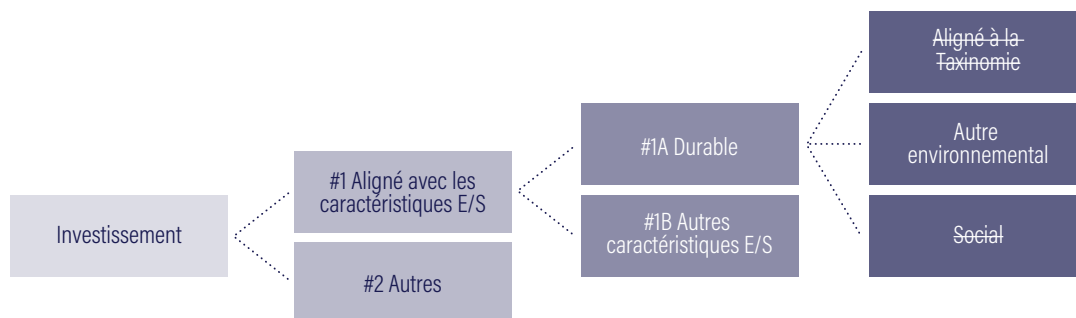 Investissement
#1 Aligné avec les
caractéristiques E/S
#2 Autres
#1A Durable
#1B Autres
caractéristiques E/S
Aligné à la
Taxinomie
Autre
environnemental
Social